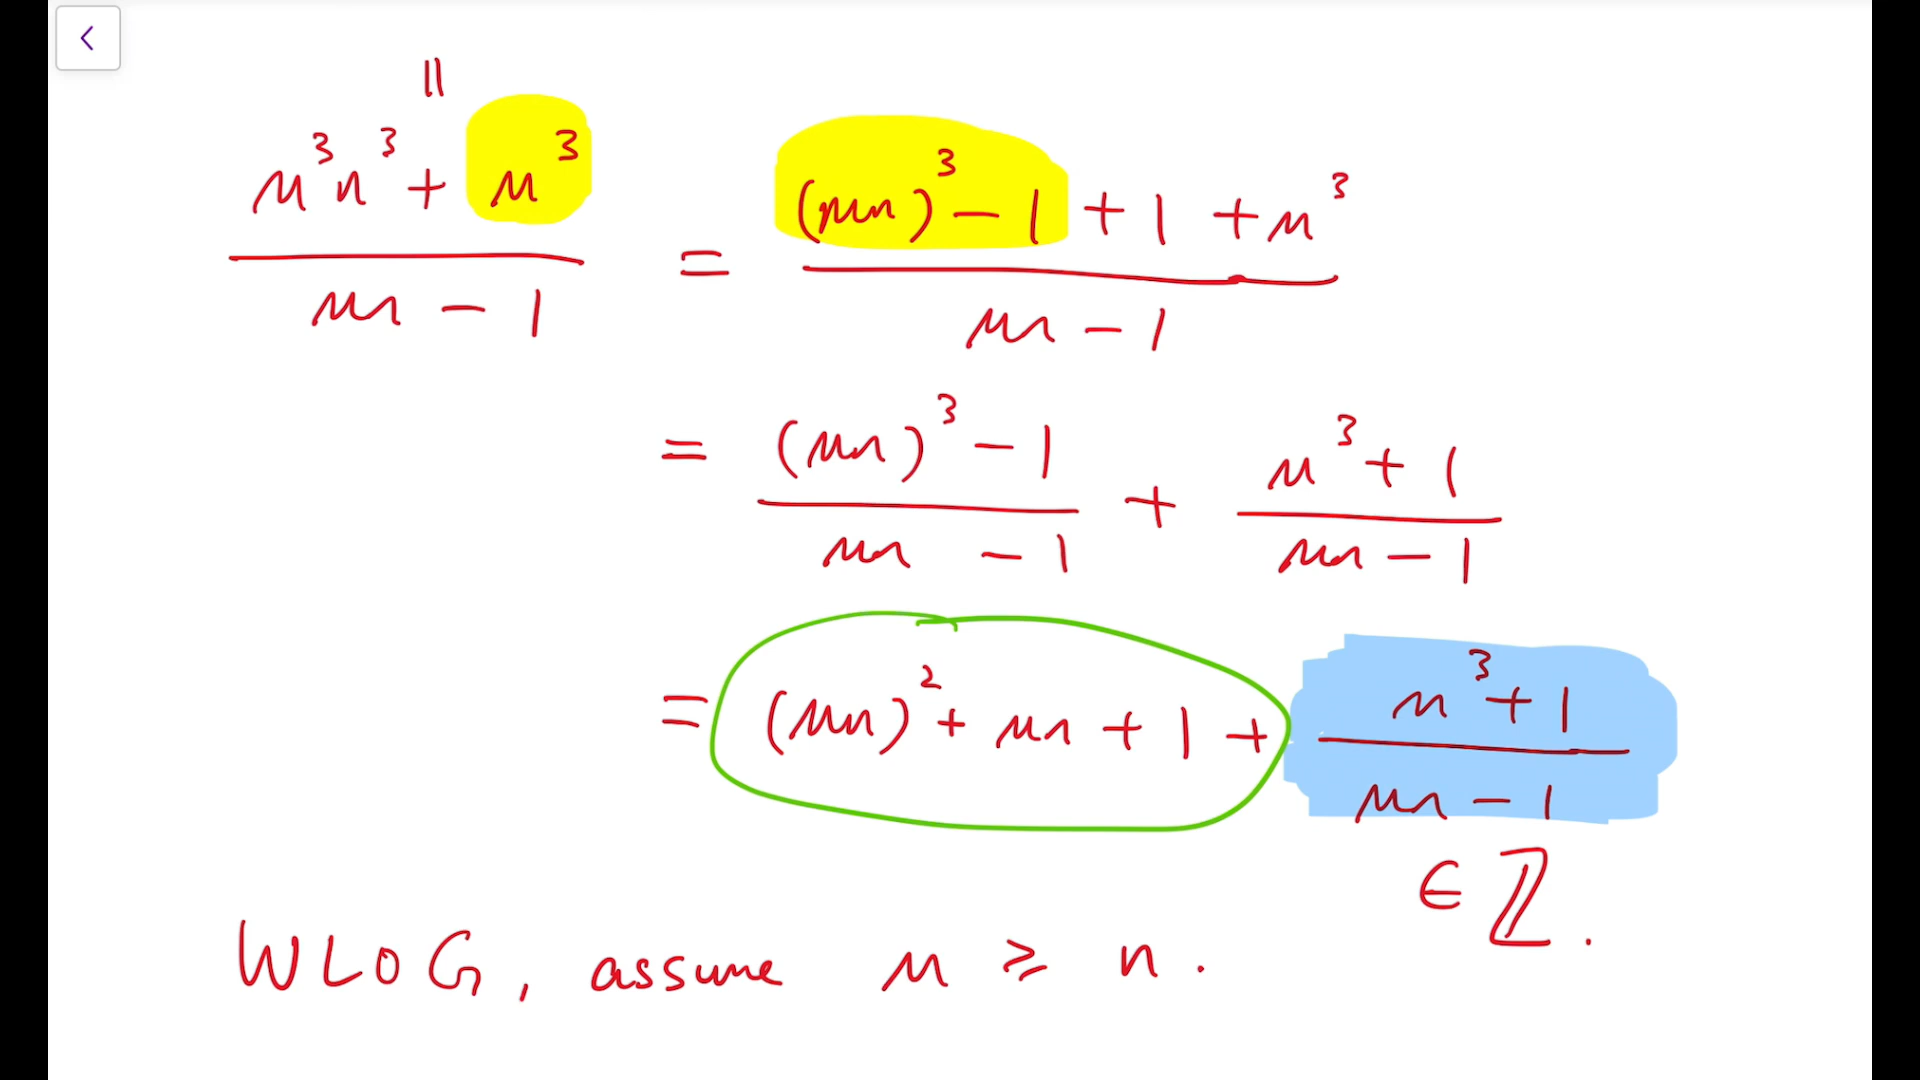 ||
(m³n³ + m³)/(mn - 1) = ((mn)³ - 1 + 1 + m³)/(mn - 1)
= ((mn)³ - 1)/(mn - 1) + (m³ + 1)/(mn - 1)
= (mn)² + mn + 1 + (m³ + 1)/(mn - 1)
∈ ℤ.
WLOG, assume m ≥ n.